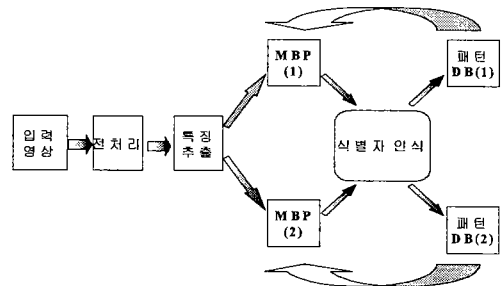 입 력
영 상
전 처 리
특 징
추 출
MBP
(1)
MBP
(2)
식 별 자 인 식
패 턴
DB(1)
패 턴
DB(2)